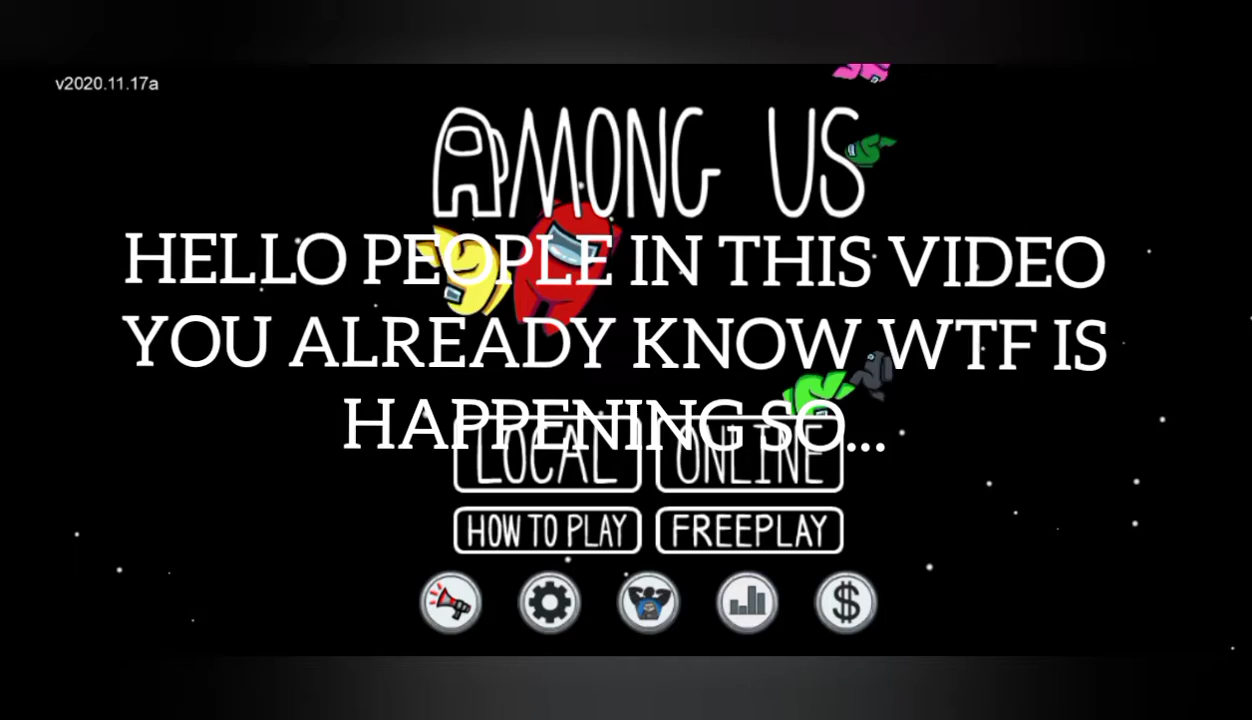 v2020.11.17a
AMONG US
HELLO PEOPLE IN THIS VIDEO
YOU ALREADY KNOW WTF IS
HAPPENING SO...
LOCAL ONLINE
HOW TO PLAY FREEPLAY
$